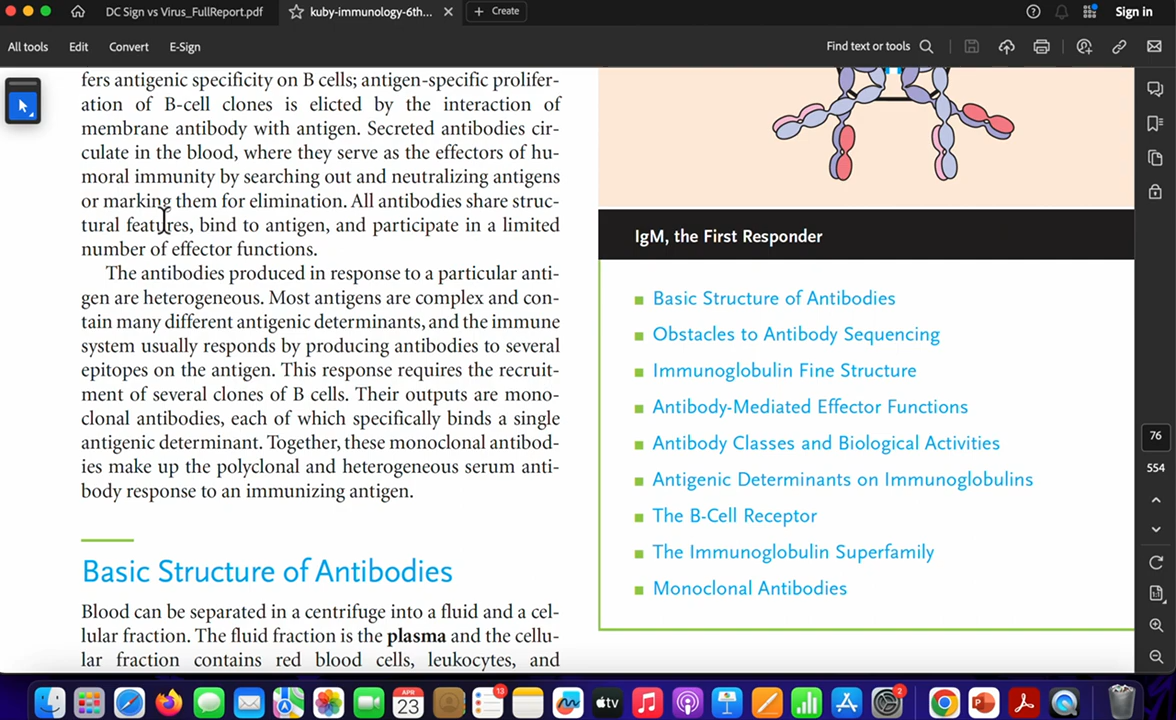 DC Sign vs Virus_FullReport.pdf
kuby-immunology-6th...
Create
Sign in
All tools
Edit
Convert
E-Sign
Find text or tools
fers antigenic specificity on B cells; antigen-specific prolifer-
ation of B-cell clones is elicted by the interaction of
membrane antibody with antigen. Secreted antibodies cir-
culate in the blood, where they serve as the effectors of hu-
moral immunity by searching out and neutralizing antigens
or marking them for elimination. All antibodies share struc-
tural features, bind to antigen, and participate in a limited
number of effector functions.
The antibodies produced in response to a particular anti-
gen are heterogeneous. Most antigens are complex and con-
tain many different antigenic determinants, and the immune
system usually responds by producing antibodies to several
epitopes on the antigen. This response requires the recruit-
ment of several clones of B cells. Their outputs are mono-
clonal antibodies, each of which specifically binds a single
antigenic determinant. Together, these monoclonal antibod-
ies make up the polyclonal and heterogeneous serum anti-
body response to an immunizing antigen.
Basic Structure of Antibodies
Blood can be separated in a centrifuge into a fluid and a cel-
lular fraction. The fluid fraction is the plasma and the cellu-
lar fraction contains red blood cells, leukocytes, and
IgM, the First Responder
Basic Structure of Antibodies
Obstacles to Antibody Sequencing
Immunoglobulin Fine Structure
Antibody-Mediated Effector Functions
Antibody Classes and Biological Activities
Antigenic Determinants on Immunoglobulins
The B-Cell Receptor
The Immunoglobulin Superfamily
Monoclonal Antibodies
76
554
1:1
APR
23
13
tv
2